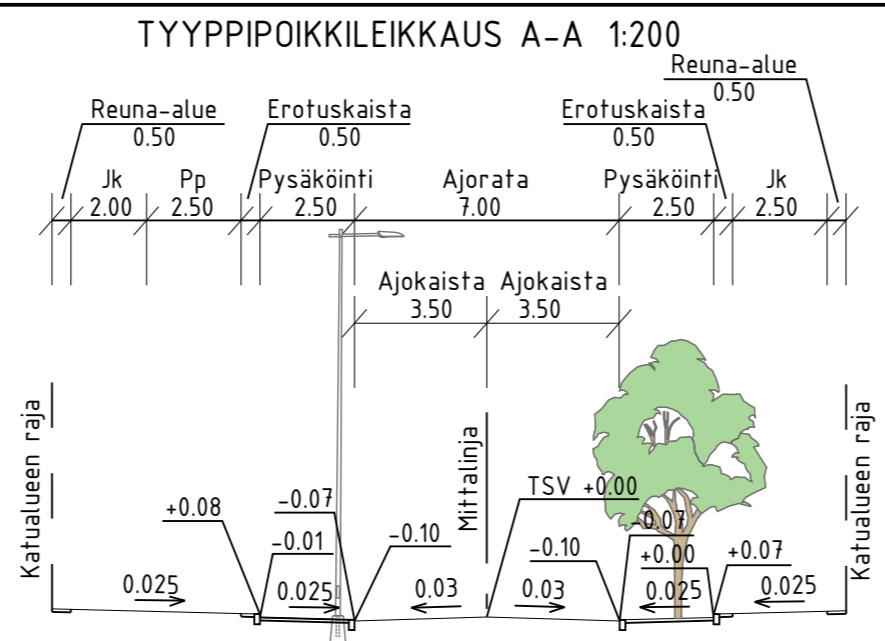 TYYPPIPOIKKILEIKKAUS A-A 1:200
Reuna-alue
0.50
Reuna-alue
0.50
Erotuskaista
0.50
Erotuskaista
0.50
Jk
2.00
Pp
2.50
Pysäköinti
2.50
Ajorata
7.00
Pysäköinti
2.50
Jk
2.50
Ajokaista
3.50
Ajokaista
3.50
Katualueen raja
Mittalinja
Katualueen raja
TSV +0.00
+0.08
-0.07
-0.01
-0.10
-0.10
-0.07
+0.00
+0.07
0.025
0.025
0.03
0.03
0.025
0.025